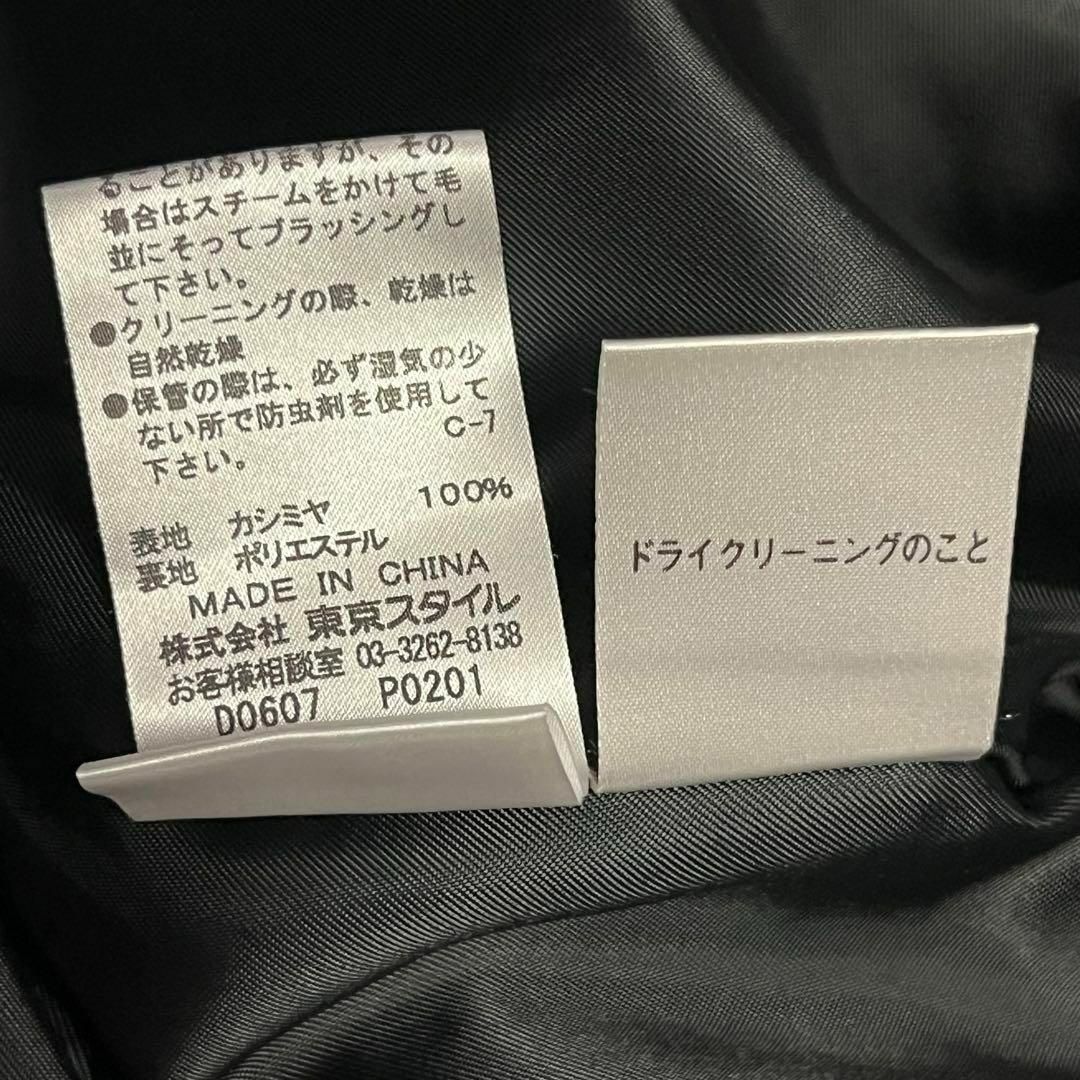 ることがありますが、その
場合はスチームをかけて毛
並にそってブラッシングし
て下さい。
●クリーニングの際、乾燥は
自然乾燥
●保管の際は、必ず湿気の少
ない所で防虫剤を使用して
下さい。 C-7
表地 カシミヤ 100%
裏地 ポリエステル
MADE IN CHINA
株式会社 東京スタイル
お客様相談室 03-3262-8138
D0607 P0201
ドライクリーニングのこと